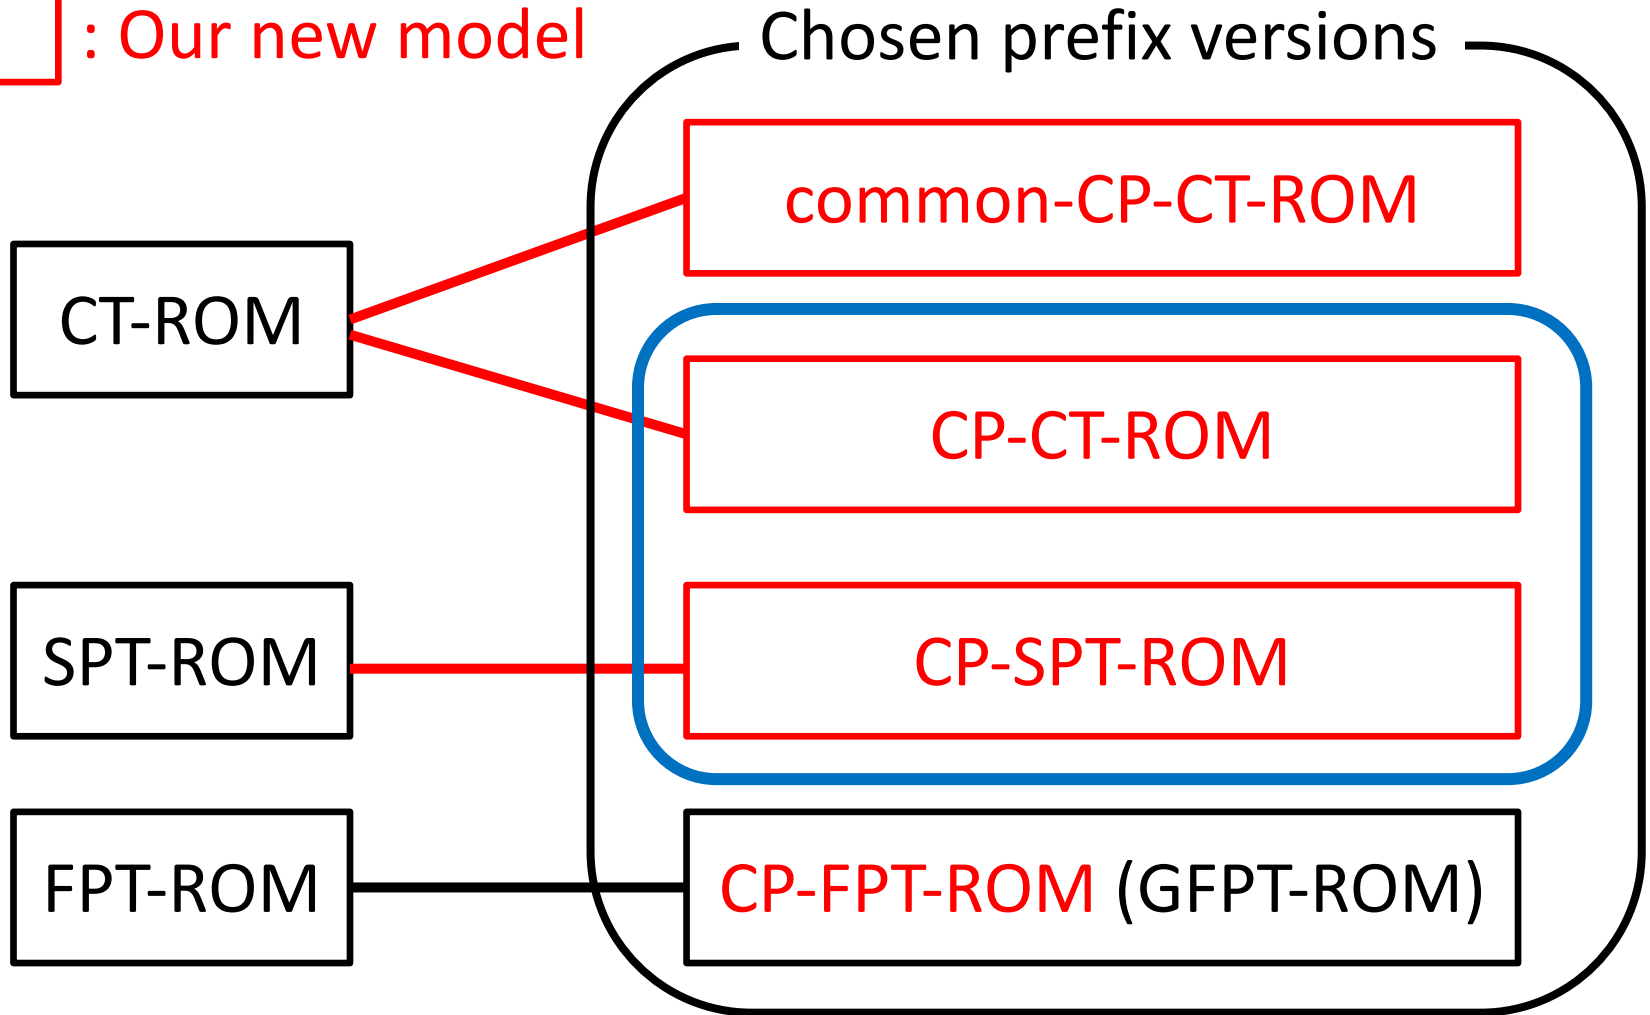 : Our new model
Chosen prefix versions
common-CP-CT-ROM
CT-ROM
CP-CT-ROM
SPT-ROM
CP-SPT-ROM
FPT-ROM
CP-FPT-ROM (GFPT-ROM)